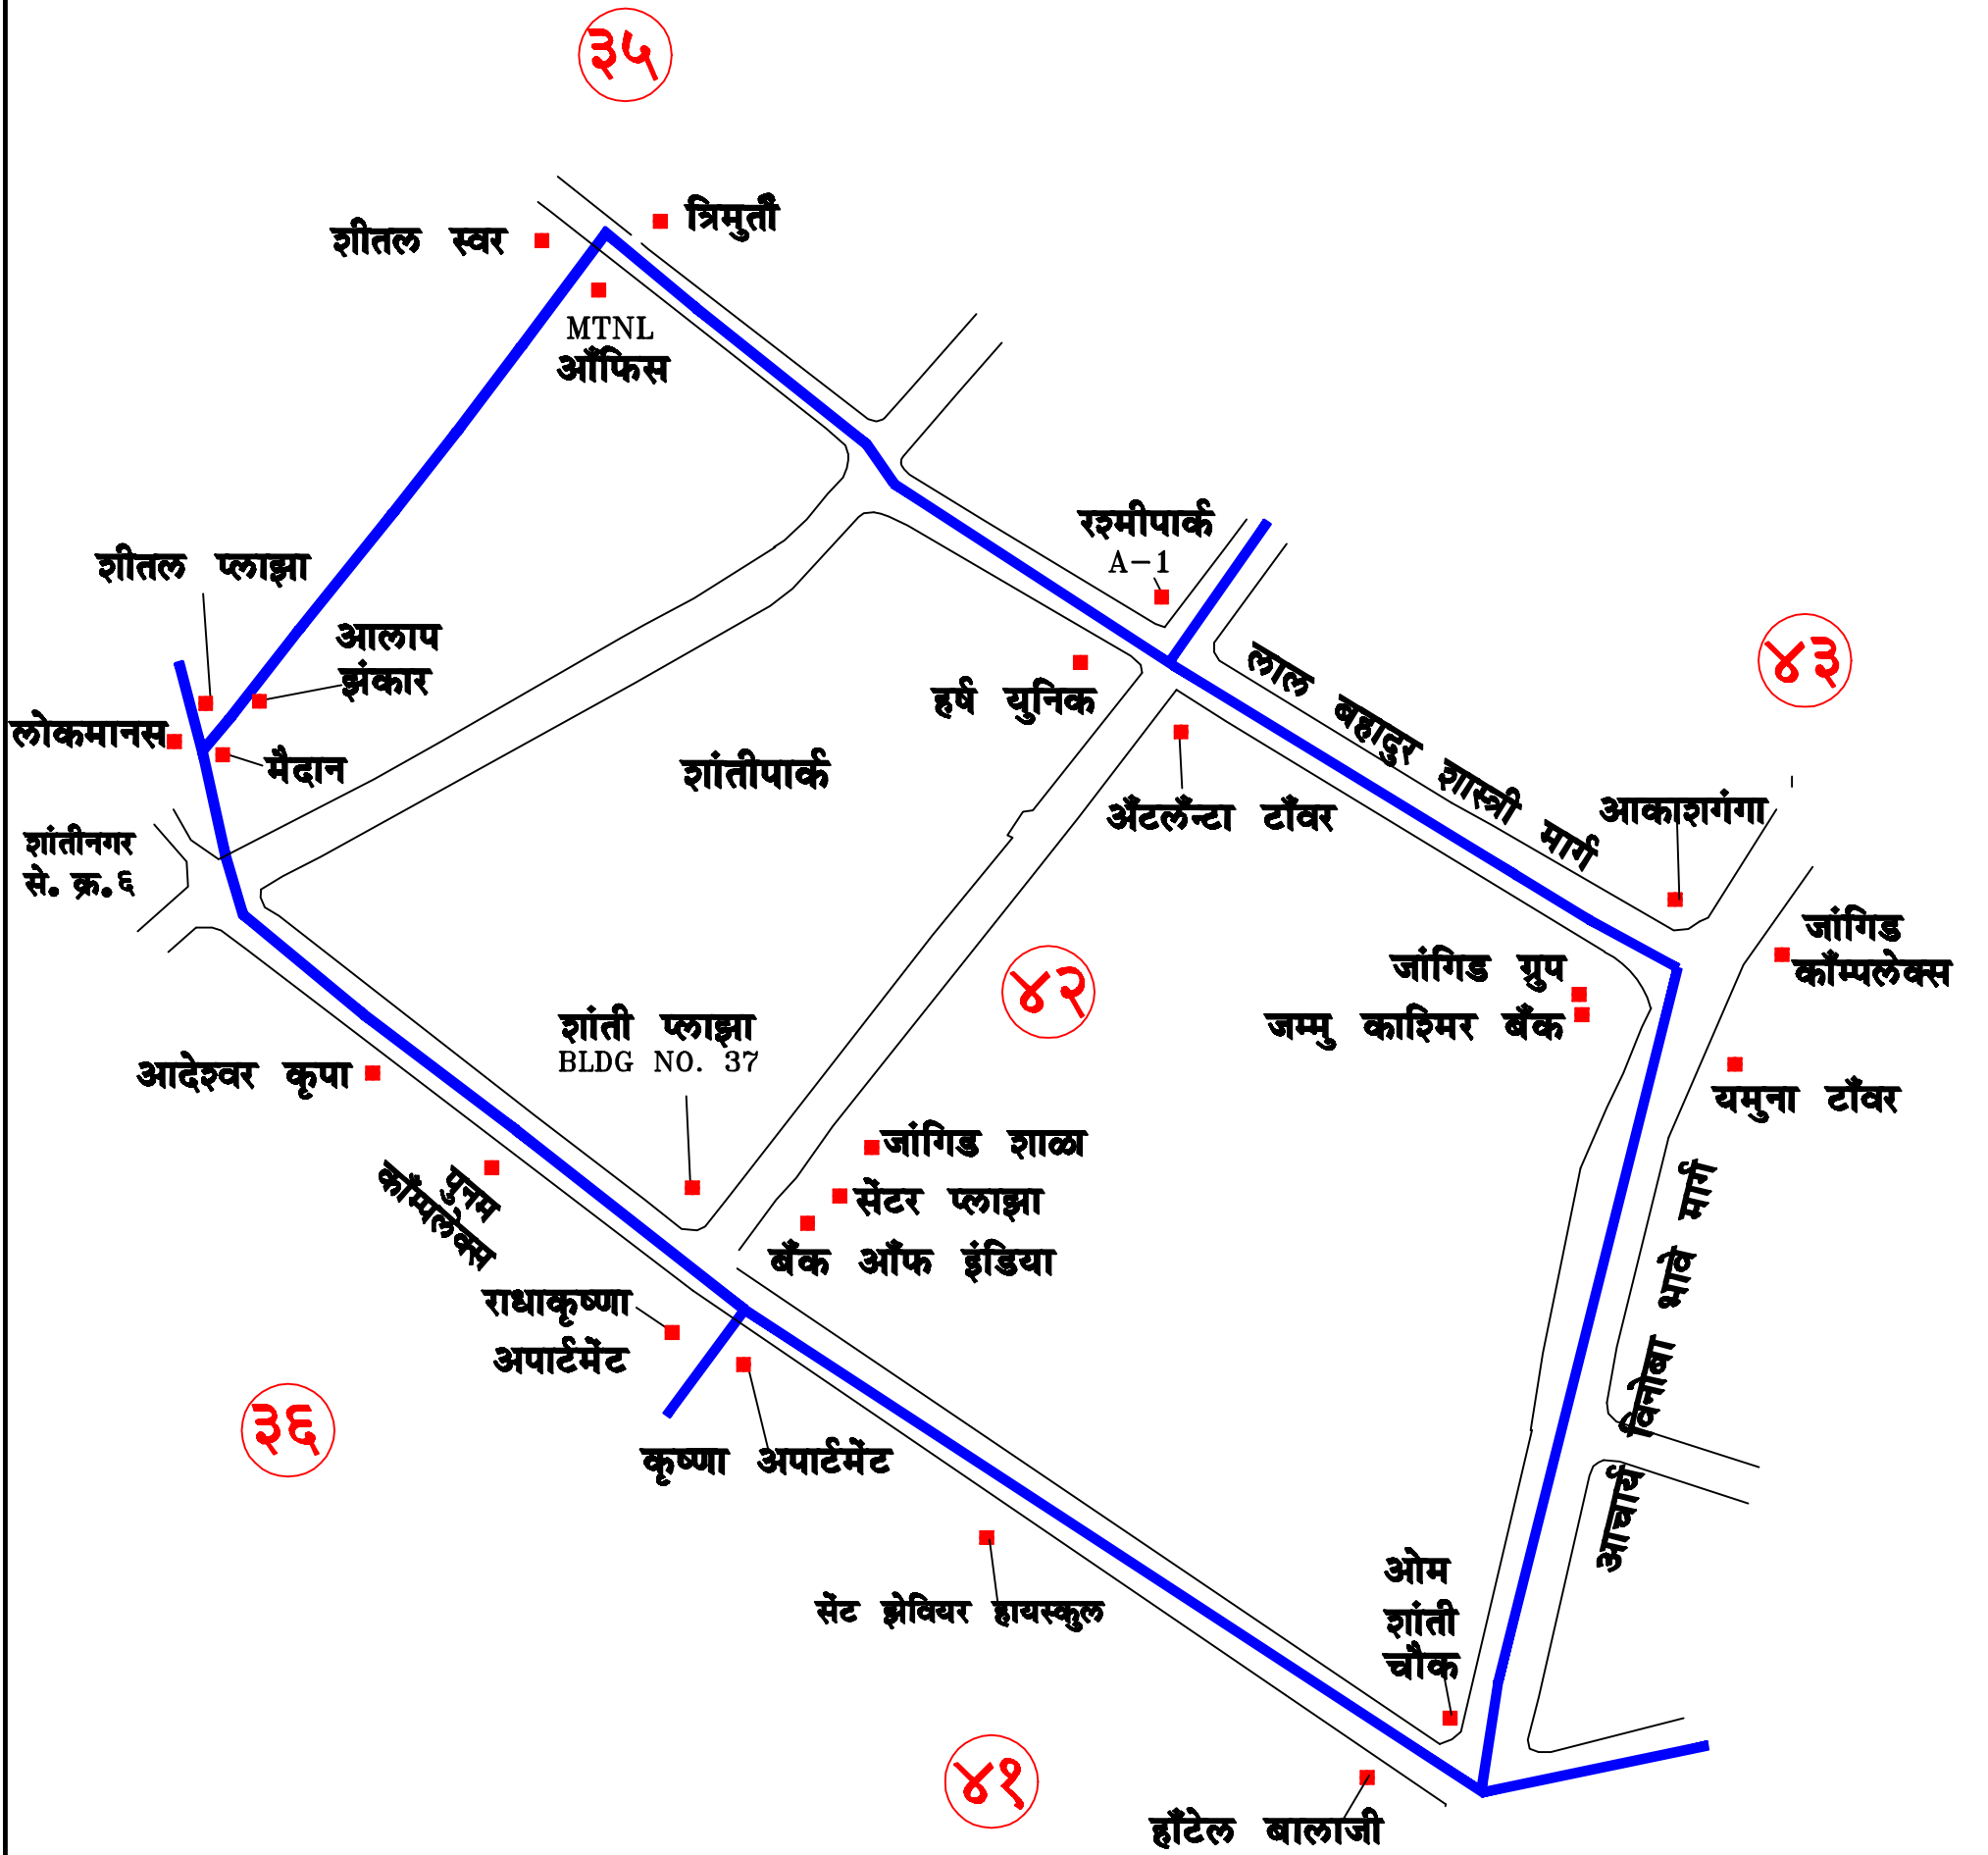 ३५
त्रिमुर्ती
शीतल स्वर
MTNL
ऑफिस
रश्मीपार्क
A-1
शीतल प्लाझा
आलाप
झंकार
लोकमानस
मैदान
हर्ष युनिक
लाल बहादुर शास्त्री मार्ग
४३
शांतीपार्क
अँटलँन्टा टॉवर
आकाशगंगा
शांतीनगर
से. क्र.६
जांगिड
कॉम्पलेक्स
जांगिड ग्रुप
४२
जम्मु काश्मिर बँक
शांती प्लाझा
BLDG NO. 37
आदेश्वर कृपा
यमुना टॉवर
जांगिड शाळा
पुनम
कॉम्पलेक्स
सेंटर प्लाझा
बँक ऑफ इंडिया
राधाकृष्णा
अपार्टमेंट
आचार्य विनोबा भावे मार्ग
३६
कृष्णा अपार्टमेंट
सेंट झेवियर हायस्कुल
ओम
शांती
चौक
४१
हॉटेल बालाजी